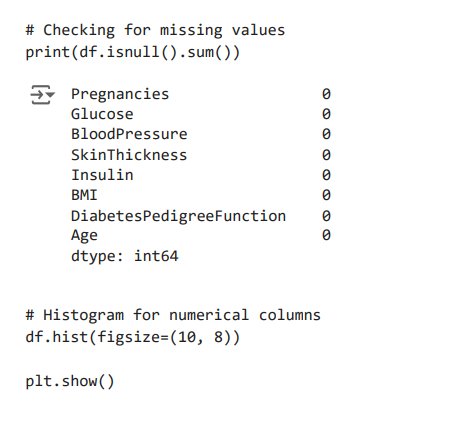 # Checking for missing values
print(df.isnull().sum())
Pregnancies 0
Glucose 0
BloodPressure 0
SkinThickness 0
Insulin 0
BMI 0
DiabetesPedigreeFunction 0
Age 0
dtype: int64
# Histogram for numerical columns
df.hist(figsize=(10, 8))
plt.show()